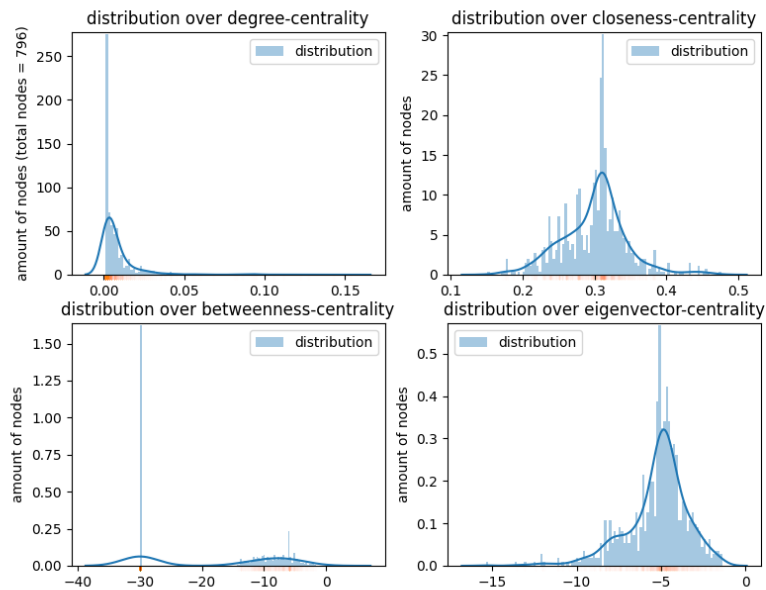 distribution over degree-centrality
distribution
amount of nodes (total nodes = 796)
250
200
150
100
50
0
0.00 0.05 0.10 0.15
distribution over closeness-centrality
distribution
amount of nodes
30
25
20
15
10
5
0
0.1 0.2 0.3 0.4 0.5
distribution over betweenness-centrality
distribution
amount of nodes
1.50
1.25
1.00
0.75
0.50
0.25
0.00
−40 −30 −20 −10 0
distribution over eigenvector-centrality
distribution
amount of nodes
0.5
0.4
0.3
0.2
0.1
0.0
−15 −10 −5 0